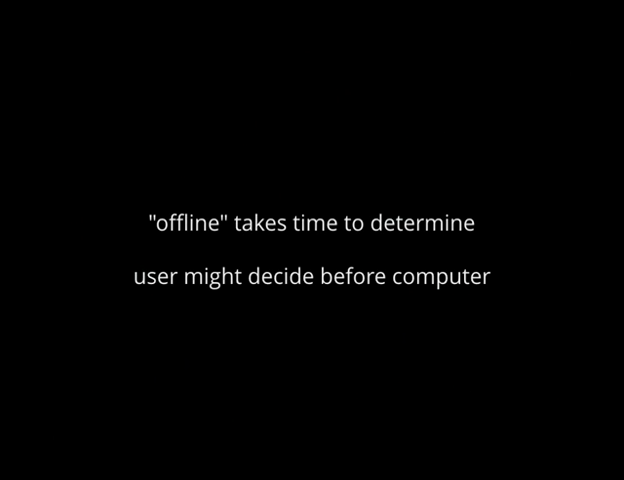 "offline" takes time to determine
user might decide before computer